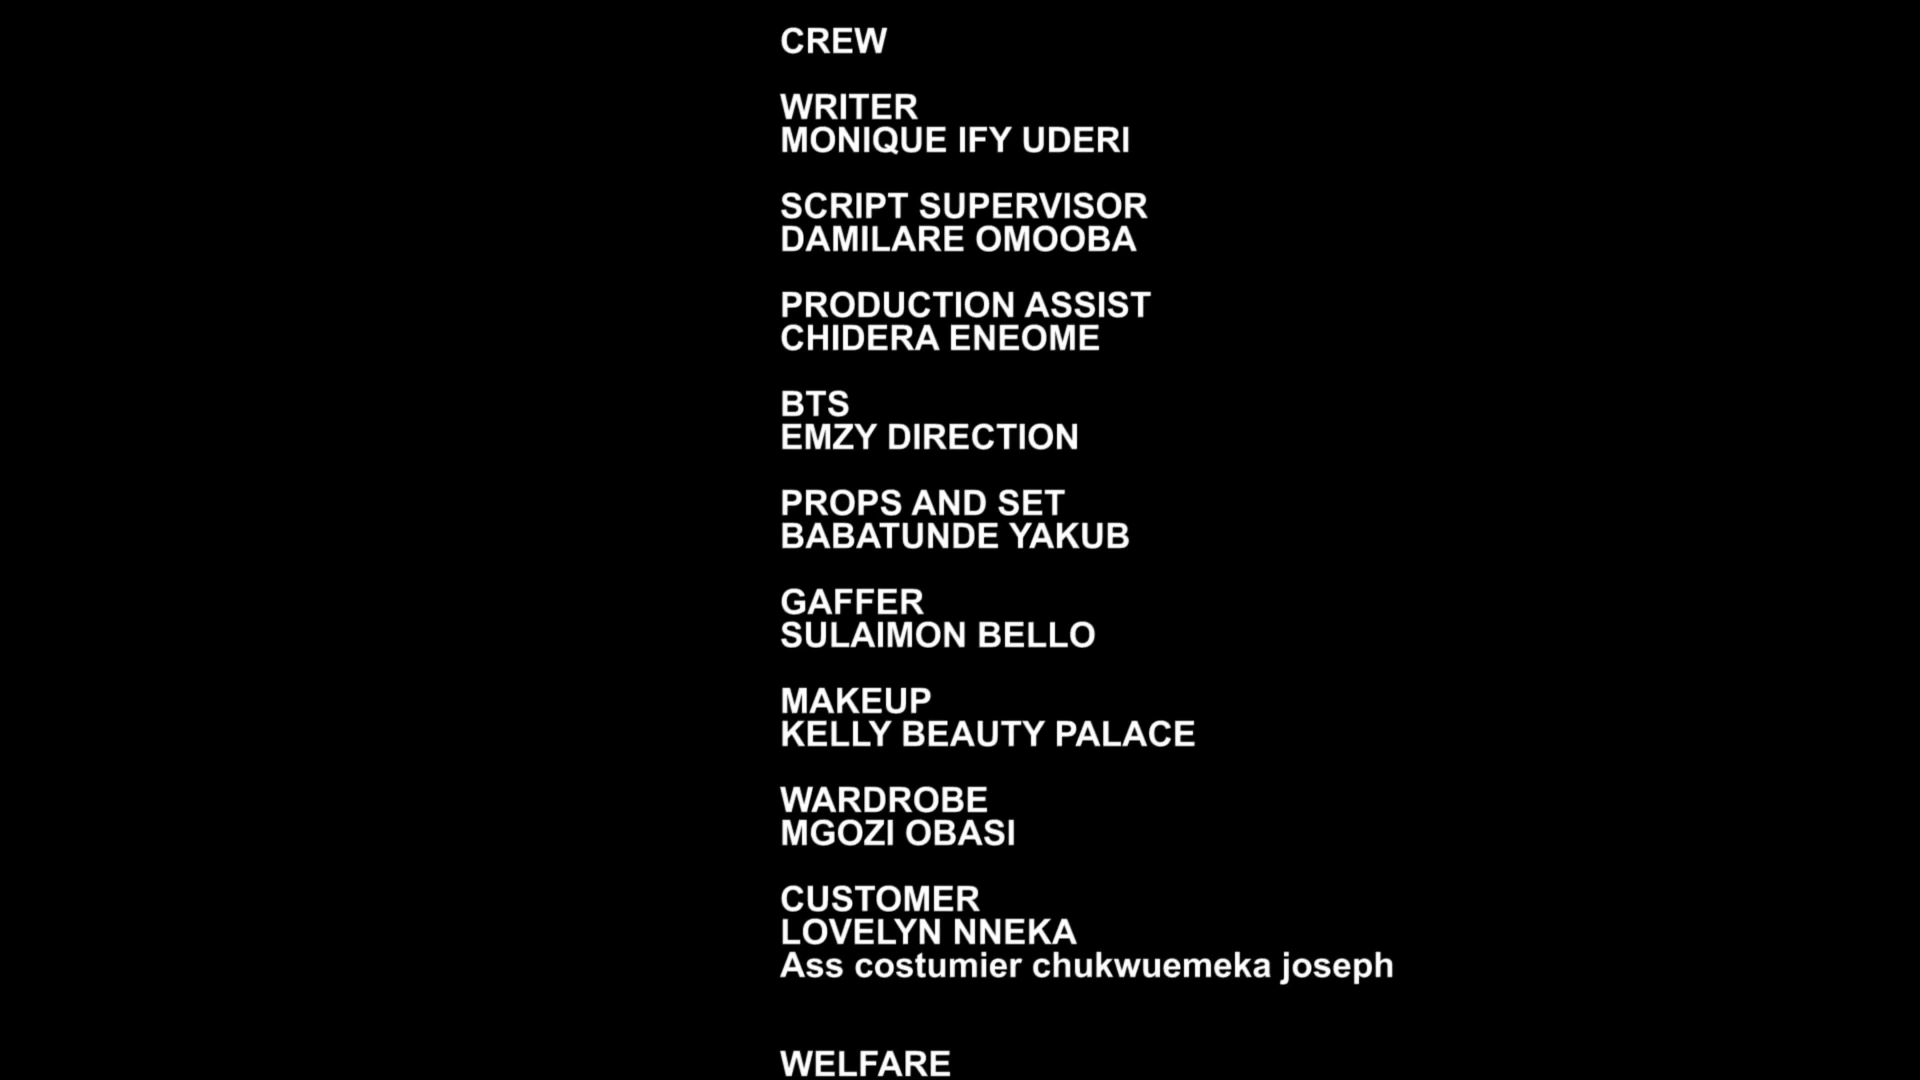 CREW
WRITER
MONIQUE IFY UDERI
SCRIPT SUPERVISOR
DAMILARE OMOOBA
PRODUCTION ASSIST
CHIDERA ENEOME
BTS
EMZY DIRECTION
PROPS AND SET
BABATUNDE YAKUB
GAFFER
SULAIMON BELLO
MAKEUP
KELLY BEAUTY PALACE
WARDROBE
MGOZI OBASI
CUSTOMER
LOVELYN NNEKA
Ass costumier chukwuemeka joseph
WELFARE